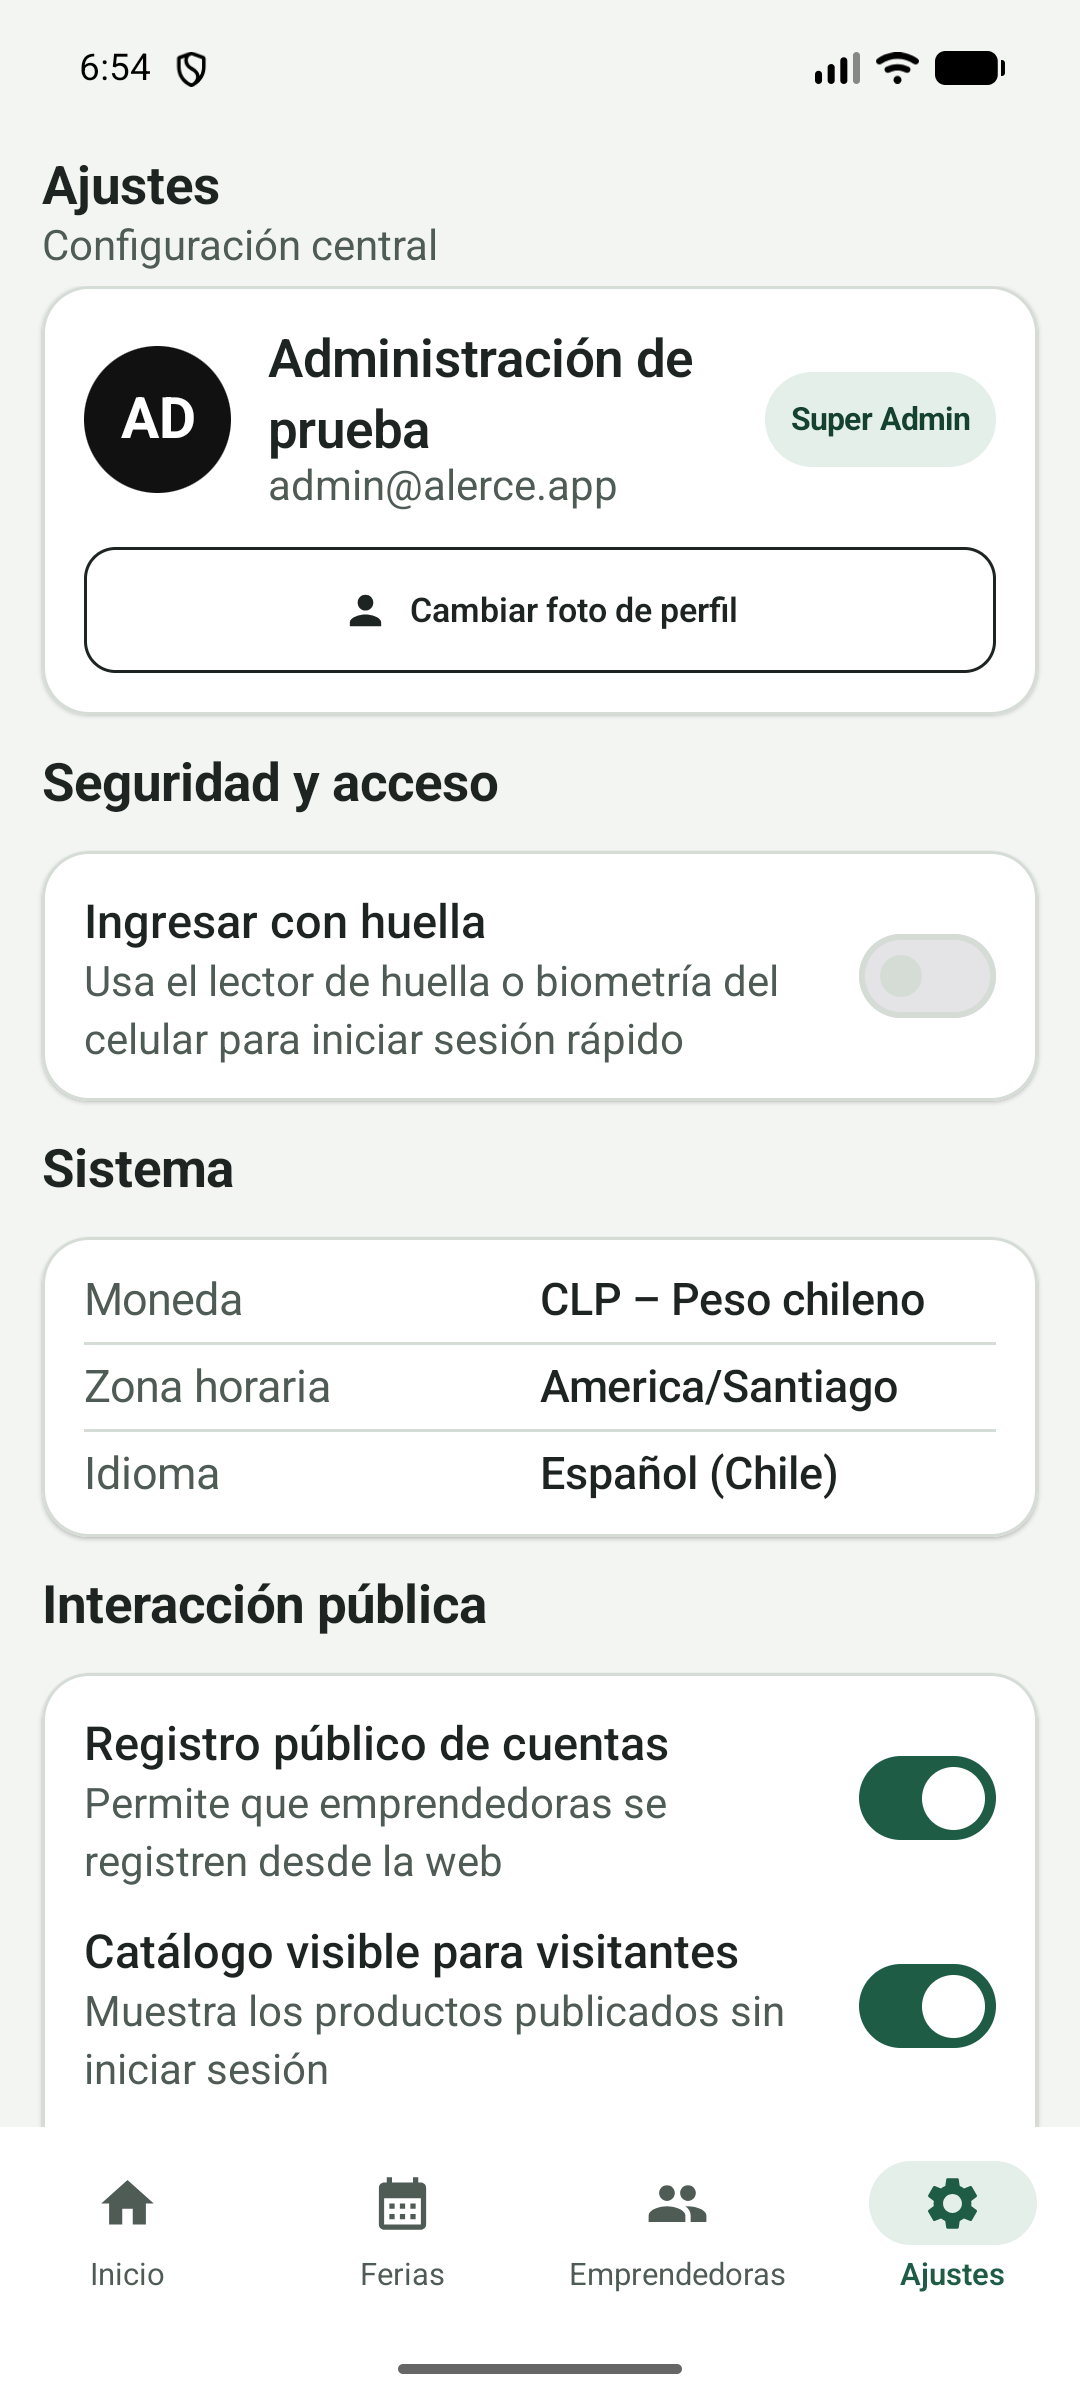 6:54
Ajustes
Configuración central
AD
Administración de
prueba
admin@alerce.app
Super Admin
Cambiar foto de perfil
Seguridad y acceso
Ingresar con huella
Usa el lector de huella o biometría del
celular para iniciar sesión rápido
Sistema
Moneda CLP – Peso chileno
Zona horaria America/Santiago
Idioma Español (Chile)
Interacción pública
Registro público de cuentas
Permite que emprendedoras se
registren desde la web
Catálogo visible para visitantes
Muestra los productos publicados sin
iniciar sesión
Inicio Ferias Emprendedoras Ajustes